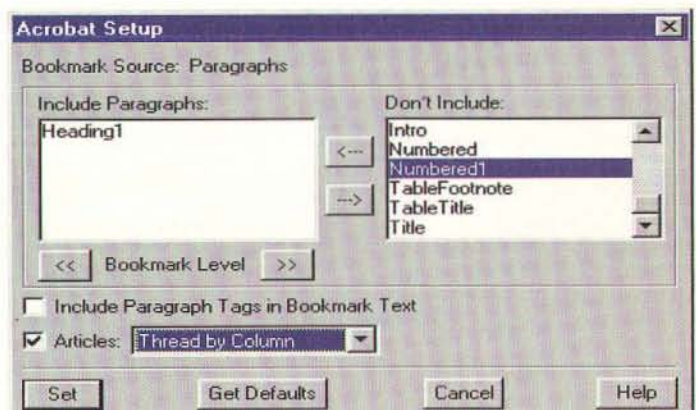 Acrobat Setup
Bookmark Source: Paragraphs
Include Paragraphs:
Heading1
<---
--->
Don't Include:
Intro
Numbered
Numbered1
TableFootnote
TableTitle
Title
<< Bookmark Level >>
Include Paragraph Tags in Bookmark Text
Articles: Thread by Column
Set Get Defaults Cancel Help